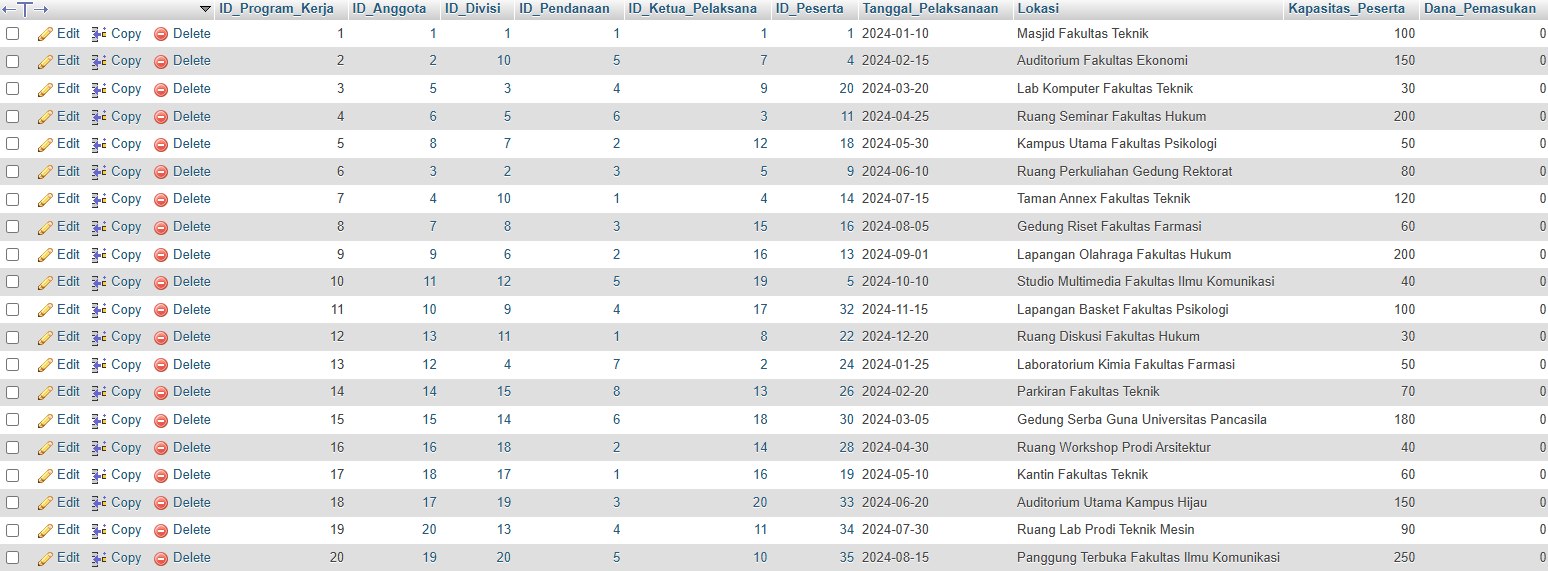 ID_Program_Kerja ID_Anggota ID_Divisi ID_Pendanaan ID_Ketua_Pelaksana ID_Peserta Tanggal_Pelaksanaan Lokasi Kapasitas_Peserta Dana_Pemasukan
Edit Copy Delete 1 1 1 1 1 1 2024-01-10 Masjid Fakultas Teknik 100 0
Edit Copy Delete 2 2 10 5 7 4 2024-02-15 Auditorium Fakultas Ekonomi 150 0
Edit Copy Delete 3 5 3 4 9 20 2024-03-20 Lab Komputer Fakultas Teknik 30 0
Edit Copy Delete 4 6 5 6 3 11 2024-04-25 Ruang Seminar Fakultas Hukum 200 0
Edit Copy Delete 5 8 7 2 12 18 2024-05-30 Kampus Utama Fakultas Psikologi 50 0
Edit Copy Delete 6 3 2 3 5 9 2024-06-10 Ruang Perkuliahan Gedung Rektorat 80 0
Edit Copy Delete 7 4 10 1 4 14 2024-07-15 Taman Annex Fakultas Teknik 120 0
Edit Copy Delete 8 7 8 3 15 16 2024-08-05 Gedung Riset Fakultas Farmasi 60 0
Edit Copy Delete 9 9 6 2 16 13 2024-09-01 Lapangan Olahraga Fakultas Hukum 200 0
Edit Copy Delete 10 11 12 5 19 5 2024-10-10 Studio Multimedia Fakultas Ilmu Komunikasi 40 0
Edit Copy Delete 11 10 9 4 17 32 2024-11-15 Lapangan Basket Fakultas Psikologi 100 0
Edit Copy Delete 12 13 11 1 8 22 2024-12-20 Ruang Diskusi Fakultas Hukum 30 0
Edit Copy Delete 13 12 4 7 2 24 2024-01-25 Laboratorium Kimia Fakultas Farmasi 50 0
Edit Copy Delete 14 14 15 8 13 26 2024-02-20 Parkiran Fakultas Teknik 70 0
Edit Copy Delete 15 15 14 6 18 30 2024-03-05 Gedung Serba Guna Universitas Pancasila 180 0
Edit Copy Delete 16 16 18 2 14 28 2024-04-30 Ruang Workshop Prodi Arsitektur 40 0
Edit Copy Delete 17 18 17 1 16 19 2024-05-10 Kantin Fakultas Teknik 60 0
Edit Copy Delete 18 17 19 3 20 33 2024-06-20 Auditorium Utama Kampus Hijau 150 0
Edit Copy Delete 19 20 13 4 11 34 2024-07-30 Ruang Lab Prodi Teknik Mesin 90 0
Edit Copy Delete 20 19 20 5 10 35 2024-08-15 Panggung Terbuka Fakultas Ilmu Komunikasi 250 0